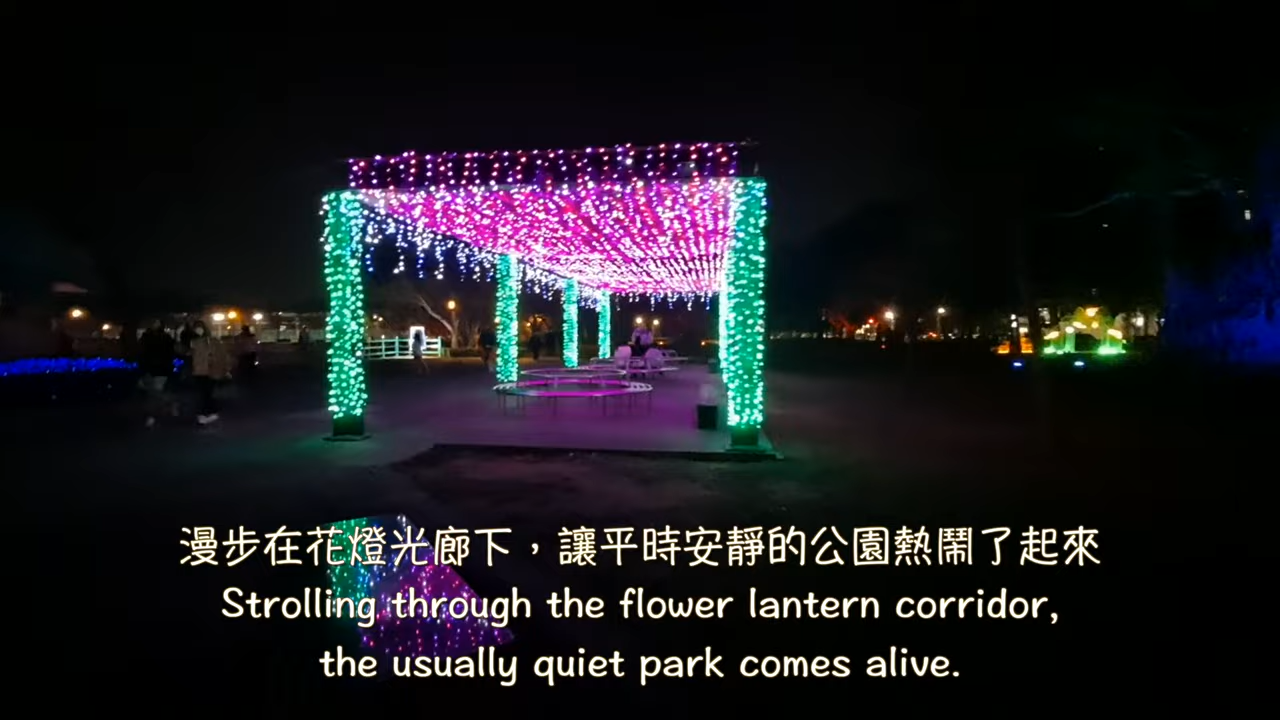 漫步在花燈光廊下，讓平時安靜的公園熱鬧了起來
Strolling through the flower lantern corridor,
the usually quiet park comes alive.